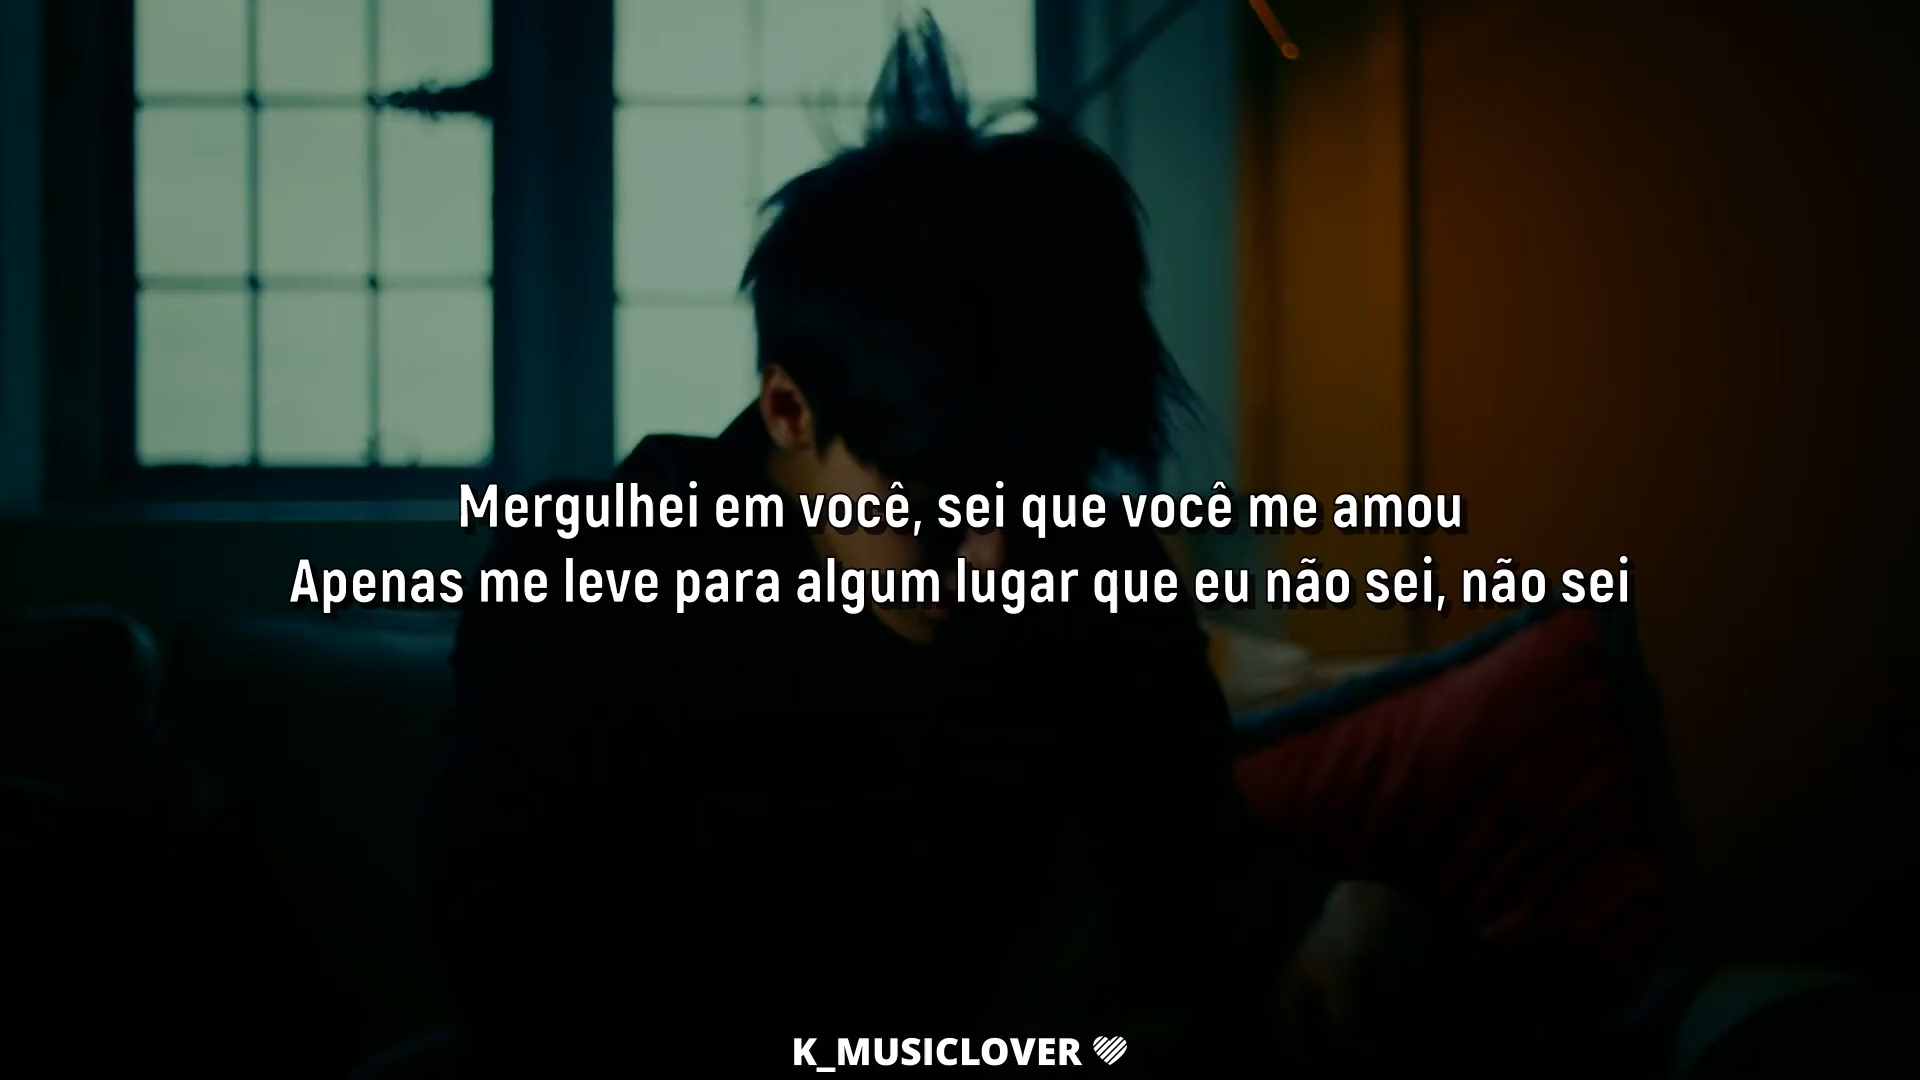 Mergulhei em você, sei que você me amou
Apenas me leve para algum lugar que eu não sei, não sei
K_MUSICLOVER